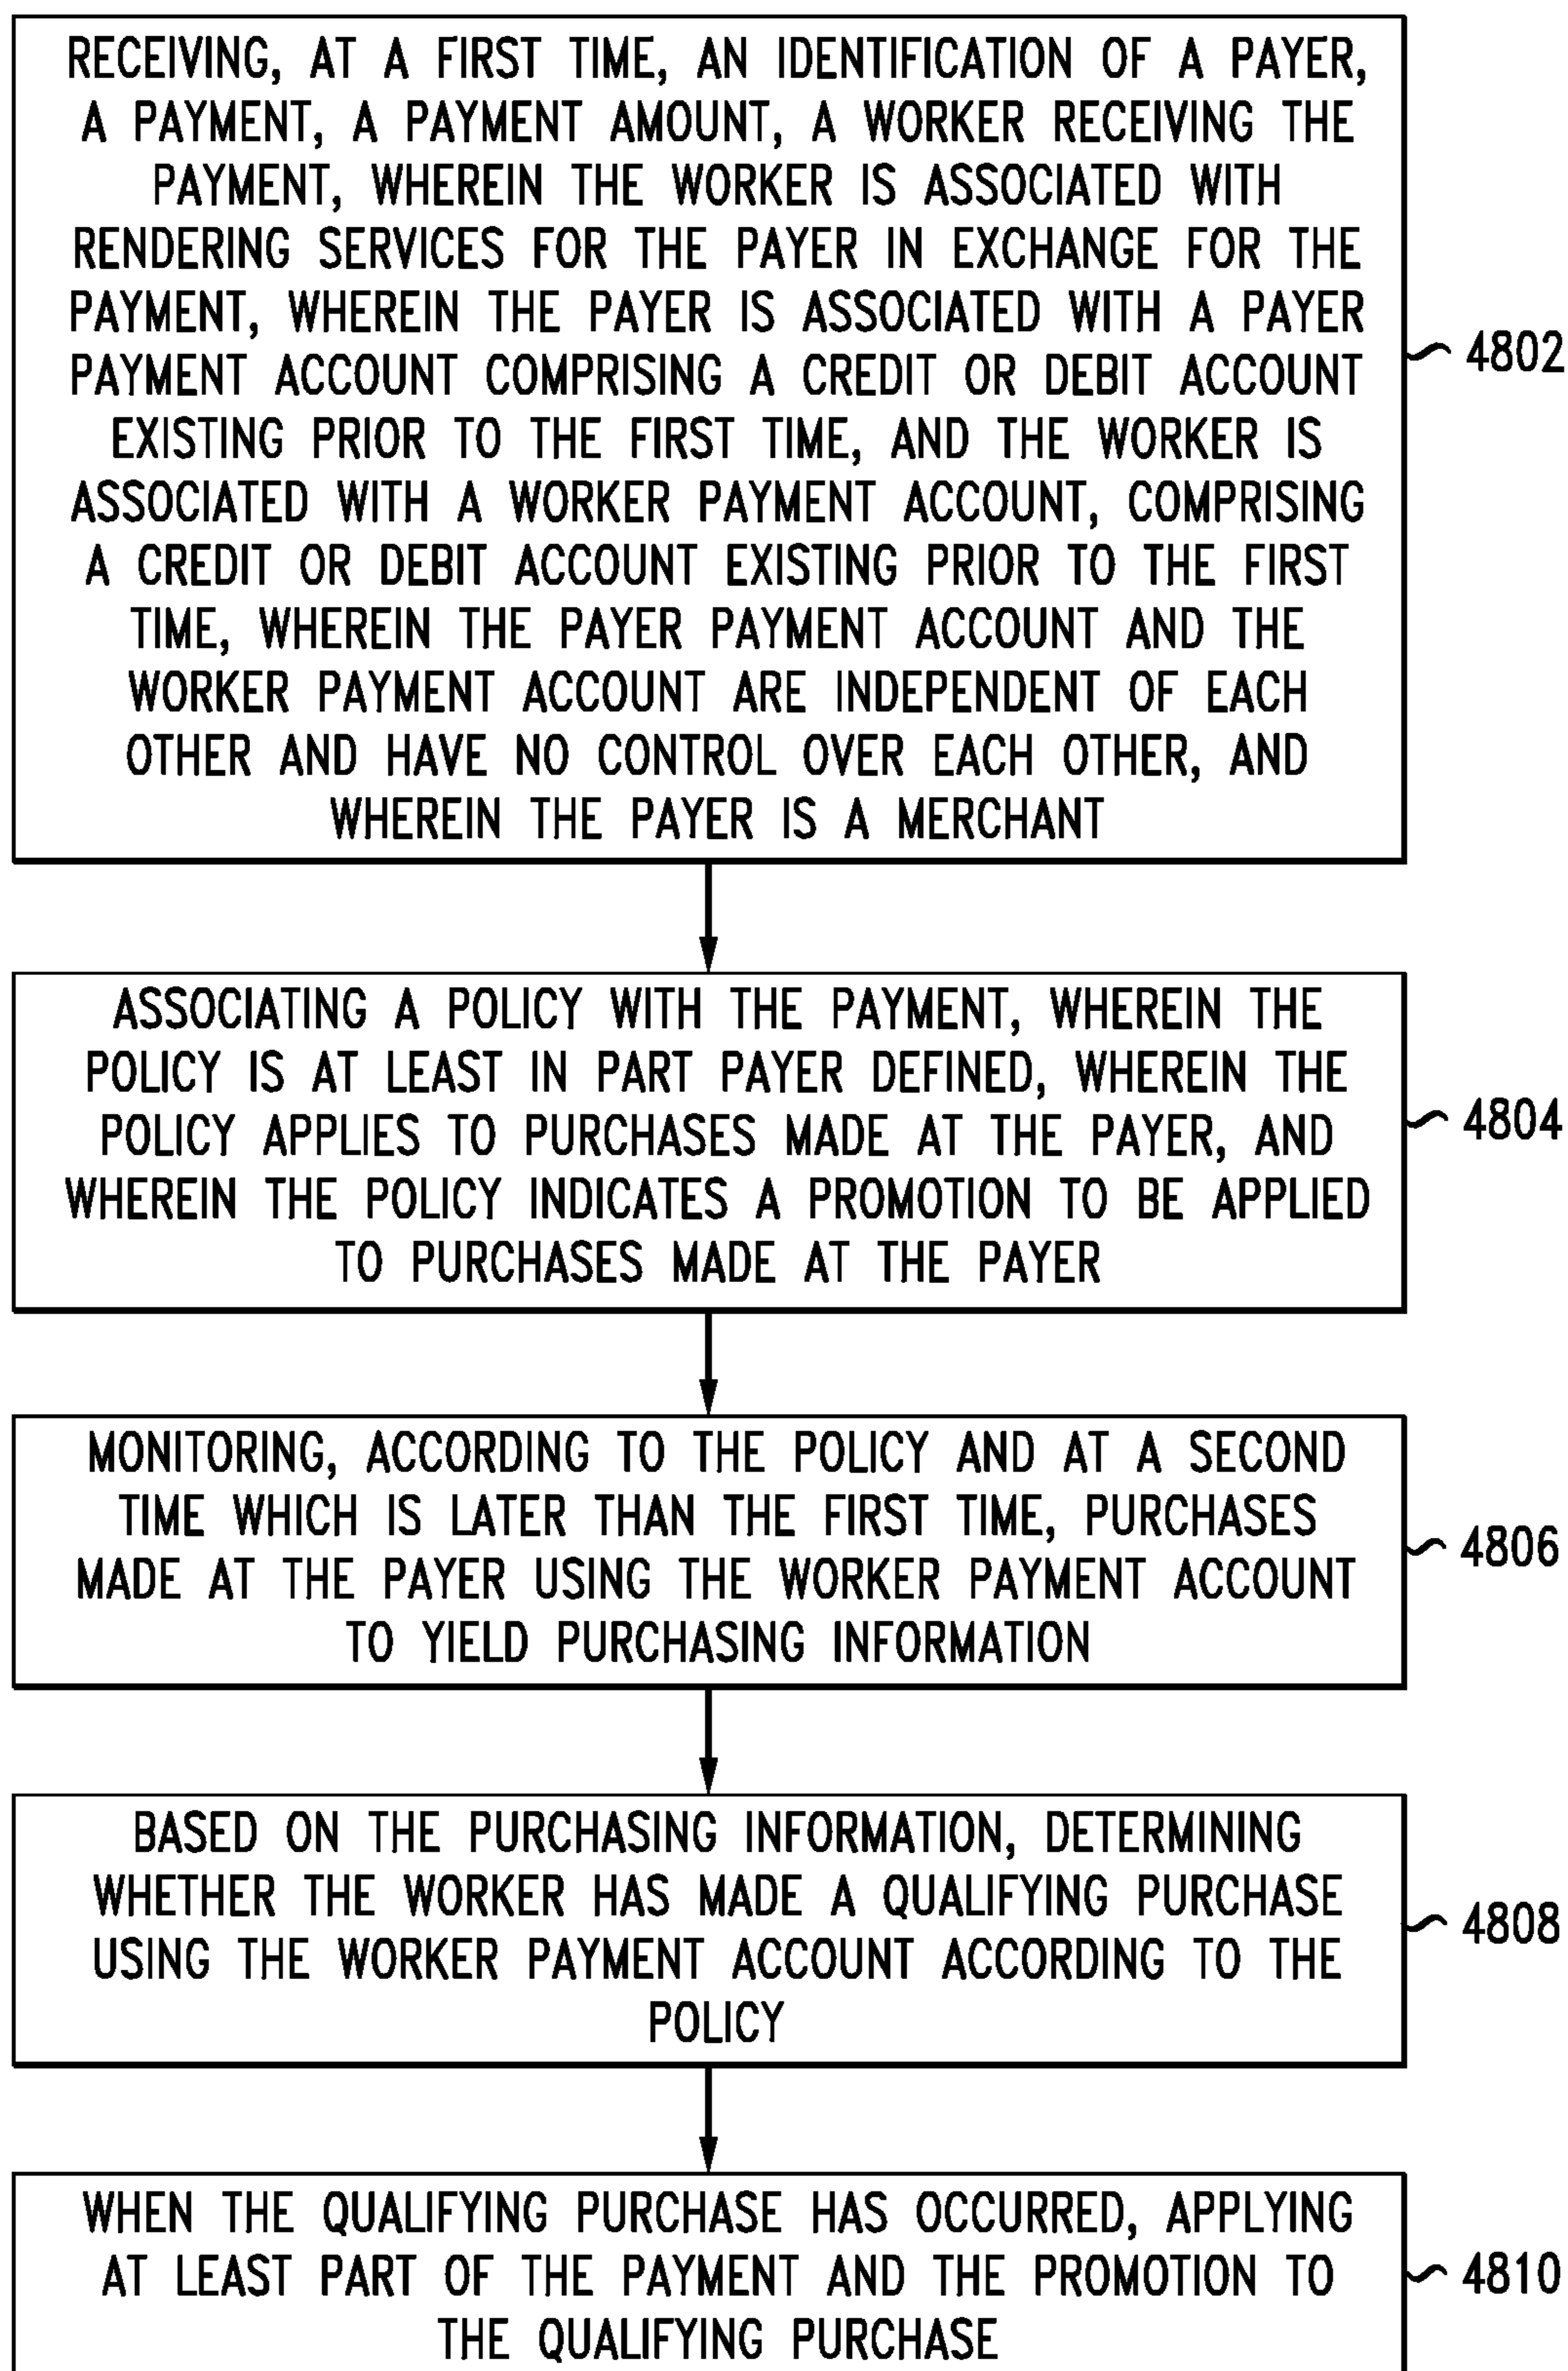 RECEIVING, AT A FIRST TIME, AN IDENTIFICATION OF A PAYER,
A PAYMENT, A PAYMENT AMOUNT, A WORKER RECEIVING THE
PAYMENT, WHEREIN THE WORKER IS ASSOCIATED WITH
RENDERING SERVICES FOR THE PAYER IN EXCHANGE FOR THE
PAYMENT, WHEREIN THE PAYER IS ASSOCIATED WITH A PAYER
PAYMENT ACCOUNT COMPRISING A CREDIT OR DEBIT ACCOUNT
EXISTING PRIOR TO THE FIRST TIME, AND THE WORKER IS
ASSOCIATED WITH A WORKER PAYMENT ACCOUNT, COMPRISING
A CREDIT OR DEBIT ACCOUNT EXISTING PRIOR TO THE FIRST
TIME, WHEREIN THE PAYER PAYMENT ACCOUNT AND THE
WORKER PAYMENT ACCOUNT ARE INDEPENDENT OF EACH
OTHER AND HAVE NO CONTROL OVER EACH OTHER, AND
WHEREIN THE PAYER IS A MERCHANT
4802
ASSOCIATING A POLICY WITH THE PAYMENT, WHEREIN THE
POLICY IS AT LEAST IN PART PAYER DEFINED, WHEREIN THE
POLICY APPLIES TO PURCHASES MADE AT THE PAYER, AND
WHEREIN THE POLICY INDICATES A PROMOTION TO BE APPLIED
TO PURCHASES MADE AT THE PAYER
4804
MONITORING, ACCORDING TO THE POLICY AND AT A SECOND
TIME WHICH IS LATER THAN THE FIRST TIME, PURCHASES
MADE AT THE PAYER USING THE WORKER PAYMENT ACCOUNT
TO YIELD PURCHASING INFORMATION
4806
BASED ON THE PURCHASING INFORMATION, DETERMINING
WHETHER THE WORKER HAS MADE A QUALIFYING PURCHASE
USING THE WORKER PAYMENT ACCOUNT ACCORDING TO THE
POLICY
4808
WHEN THE QUALIFYING PURCHASE HAS OCCURRED, APPLYING
AT LEAST PART OF THE PAYMENT AND THE PROMOTION TO
THE QUALIFYING PURCHASE
4810